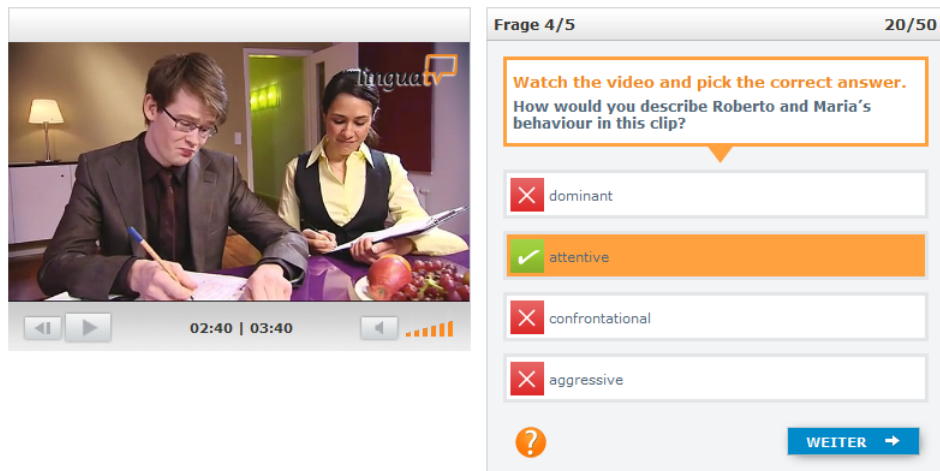 linguatv
02:40 | 03:40
Frage 4/5
20/50
Watch the video and pick the correct answer.
How would you describe Roberto and Maria’s
behaviour in this clip?
dominant
attentive
confrontational
aggressive
?
WEITER